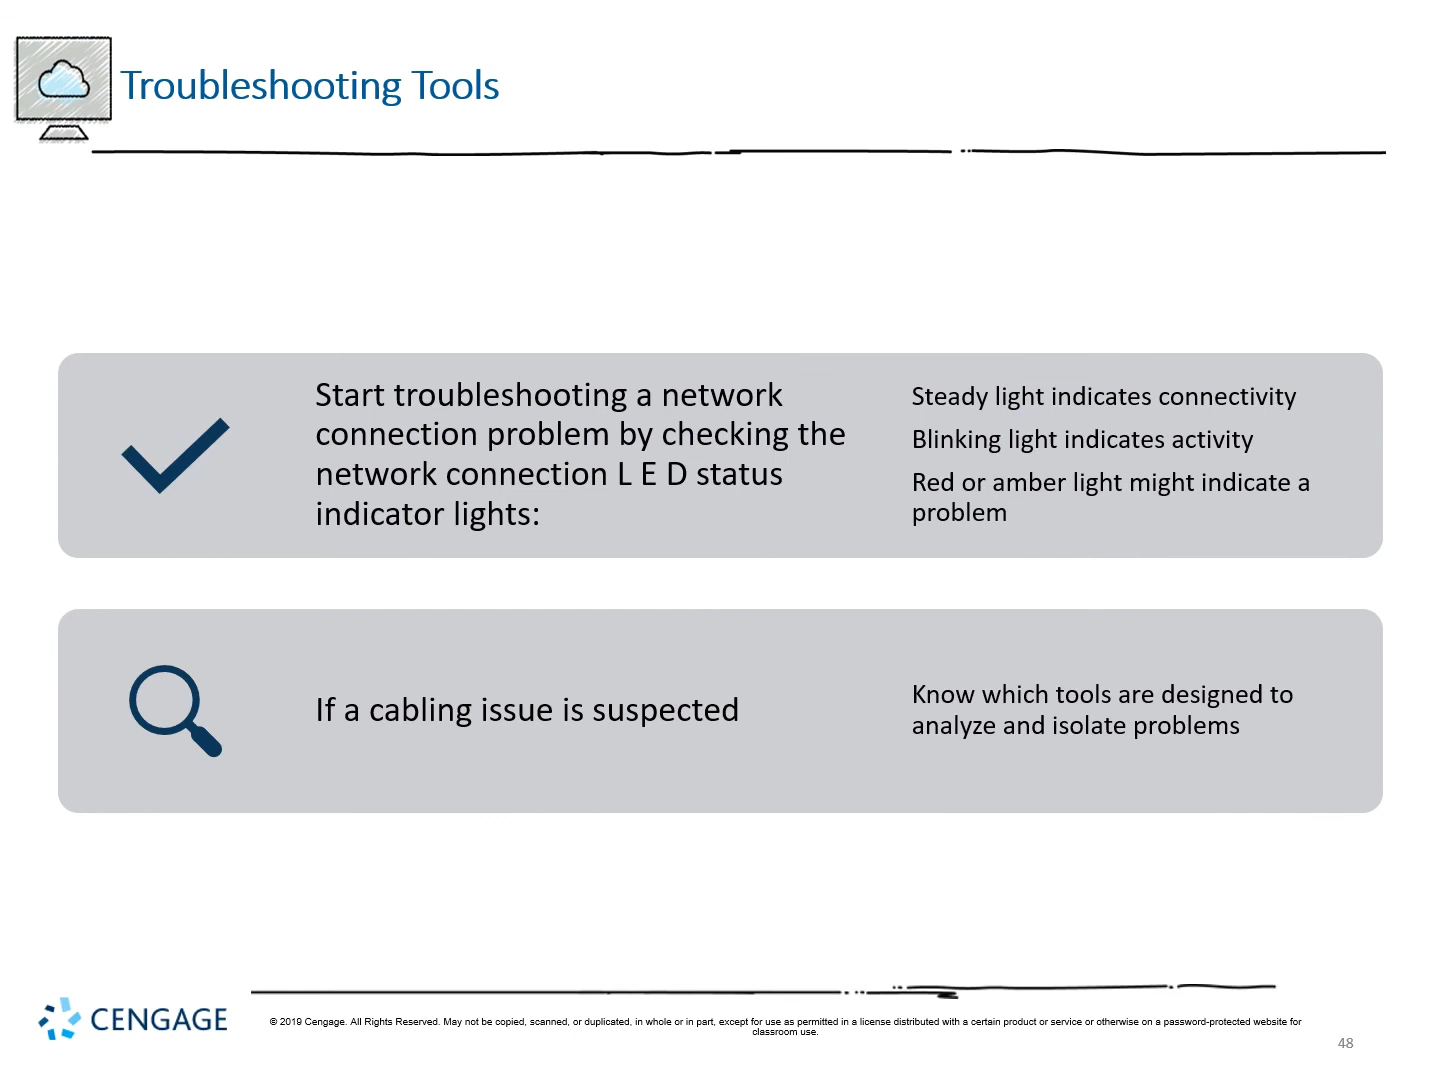 Troubleshooting Tools
Start troubleshooting a network
connection problem by checking the
network connection L E D status
indicator lights:
Steady light indicates connectivity
Blinking light indicates activity
Red or amber light might indicate a
problem
If a cabling issue is suspected
Know which tools are designed to
analyze and isolate problems
CENGAGE
© 2019 Cengage. All Rights Reserved. May not be copied, scanned, or duplicated, in whole or in part, except for use as permitted in a license distributed with a certain product or service or otherwise on a password-protected website for
classroom use.
48